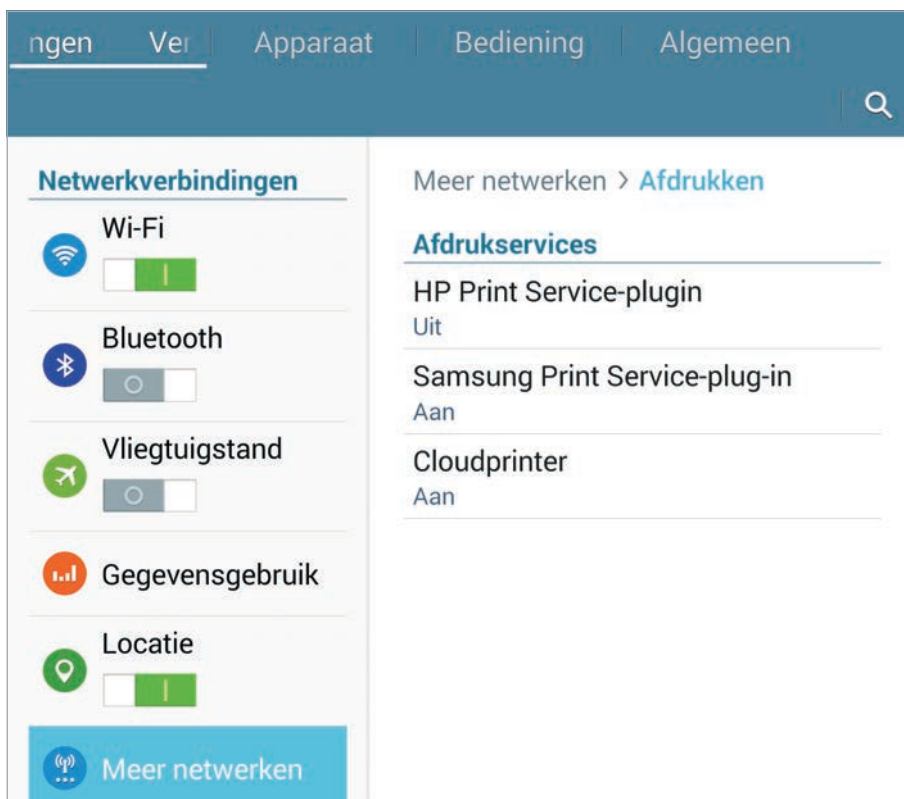 ngen Ver Apparaat Bediening Algemeen
Netwerkverbindingen
Wi-Fi
Bluetooth
Vliegtuigstand
Gegevensgebruik
Locatie
Meer netwerken
Meer netwerken > Afdrukken
Afdrukservices
HP Print Service-plugin
Uit
Samsung Print Service-plug-in
Aan
Cloudprinter
Aan